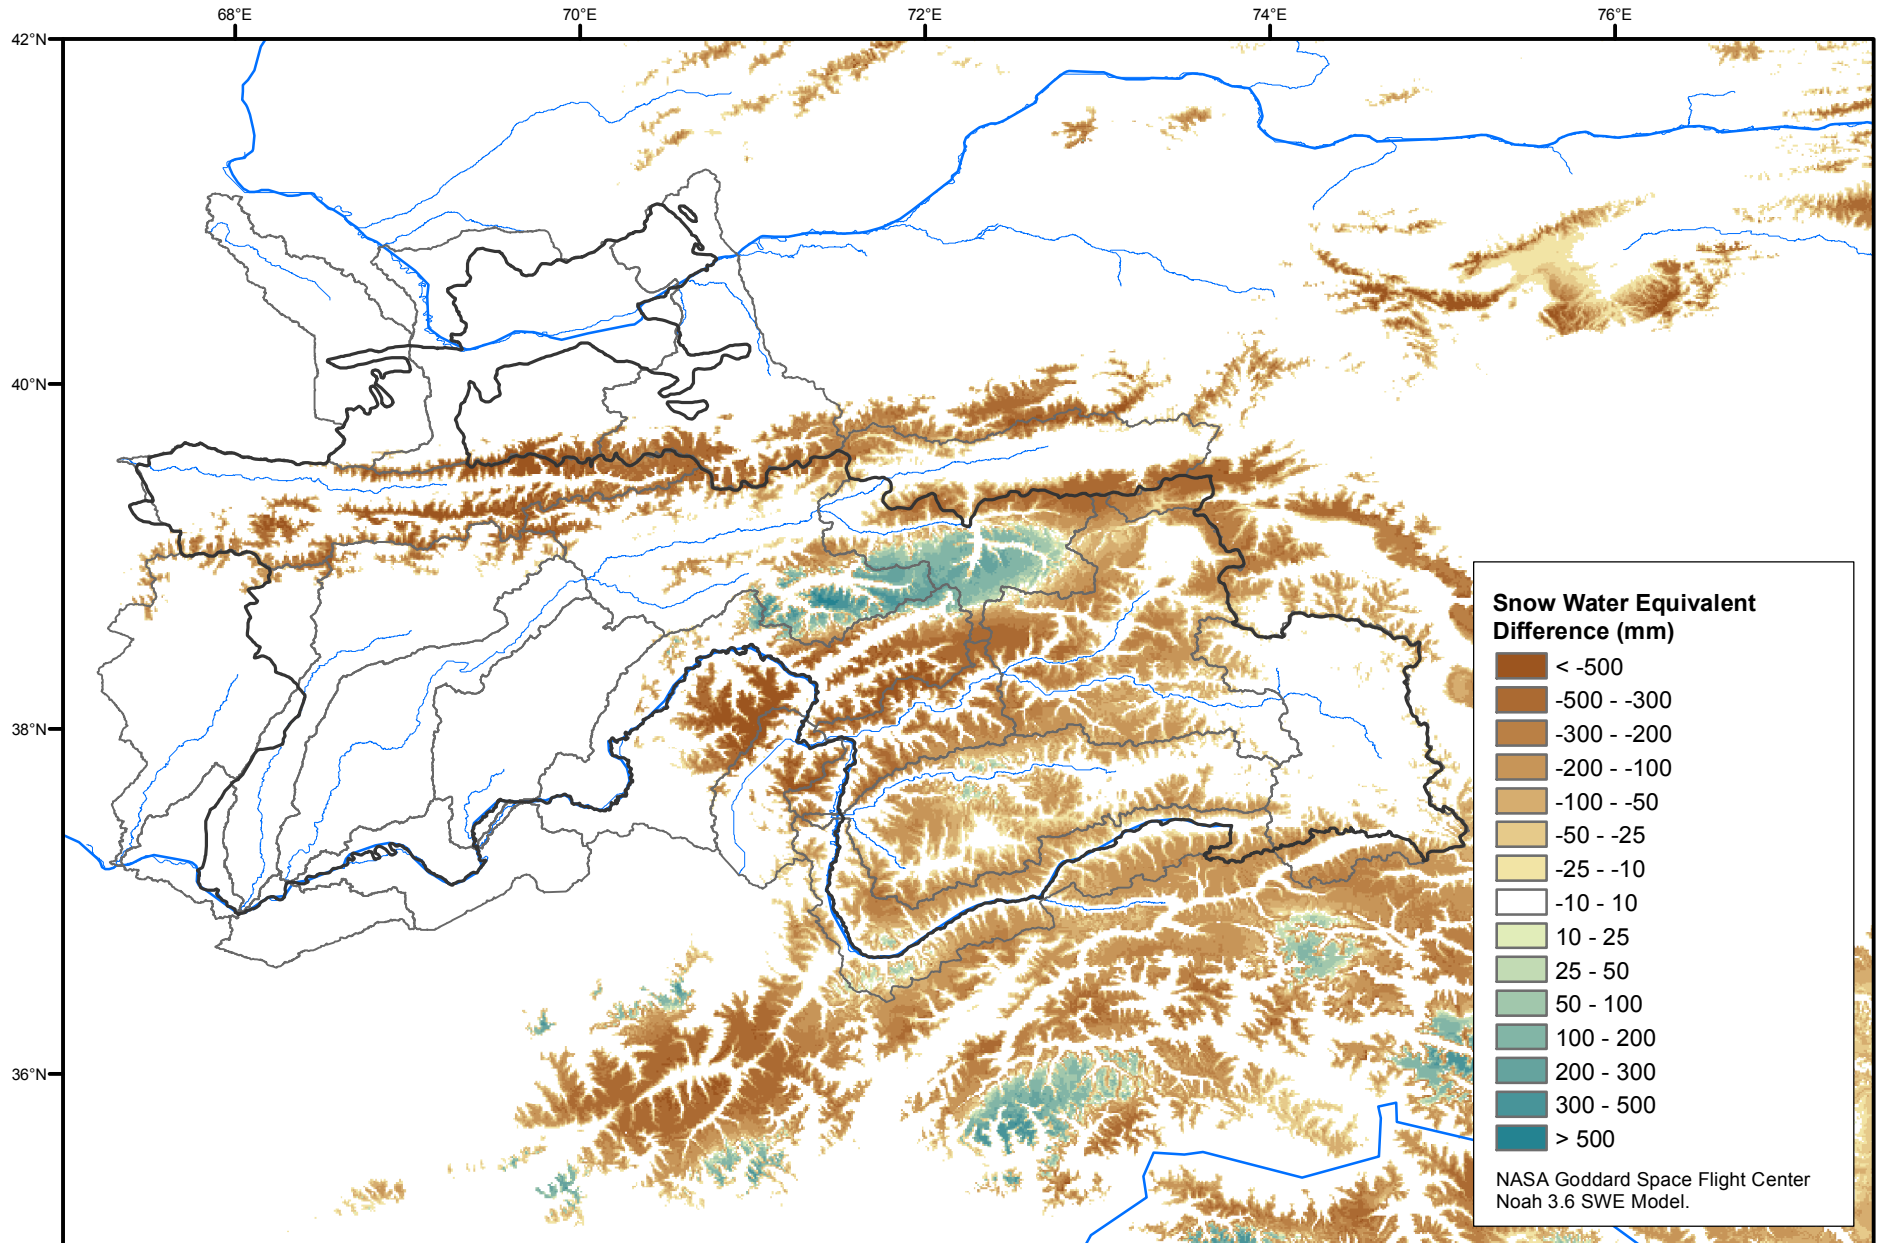 68°E
70°E
72°E
74°E
76°E
42°N
40°N
38°N
36°N
Snow Water Equivalent
Difference (mm)
< -500
-500 - -300
-300 - -200
-200 - -100
-100 - -50
-50 - -25
-25 - -10
-10 - 10
10 - 25
25 - 50
50 - 100
100 - 200
200 - 300
300 - 500
> 500
NASA Goddard Space Flight Center
Noah 3.6 SWE Model.